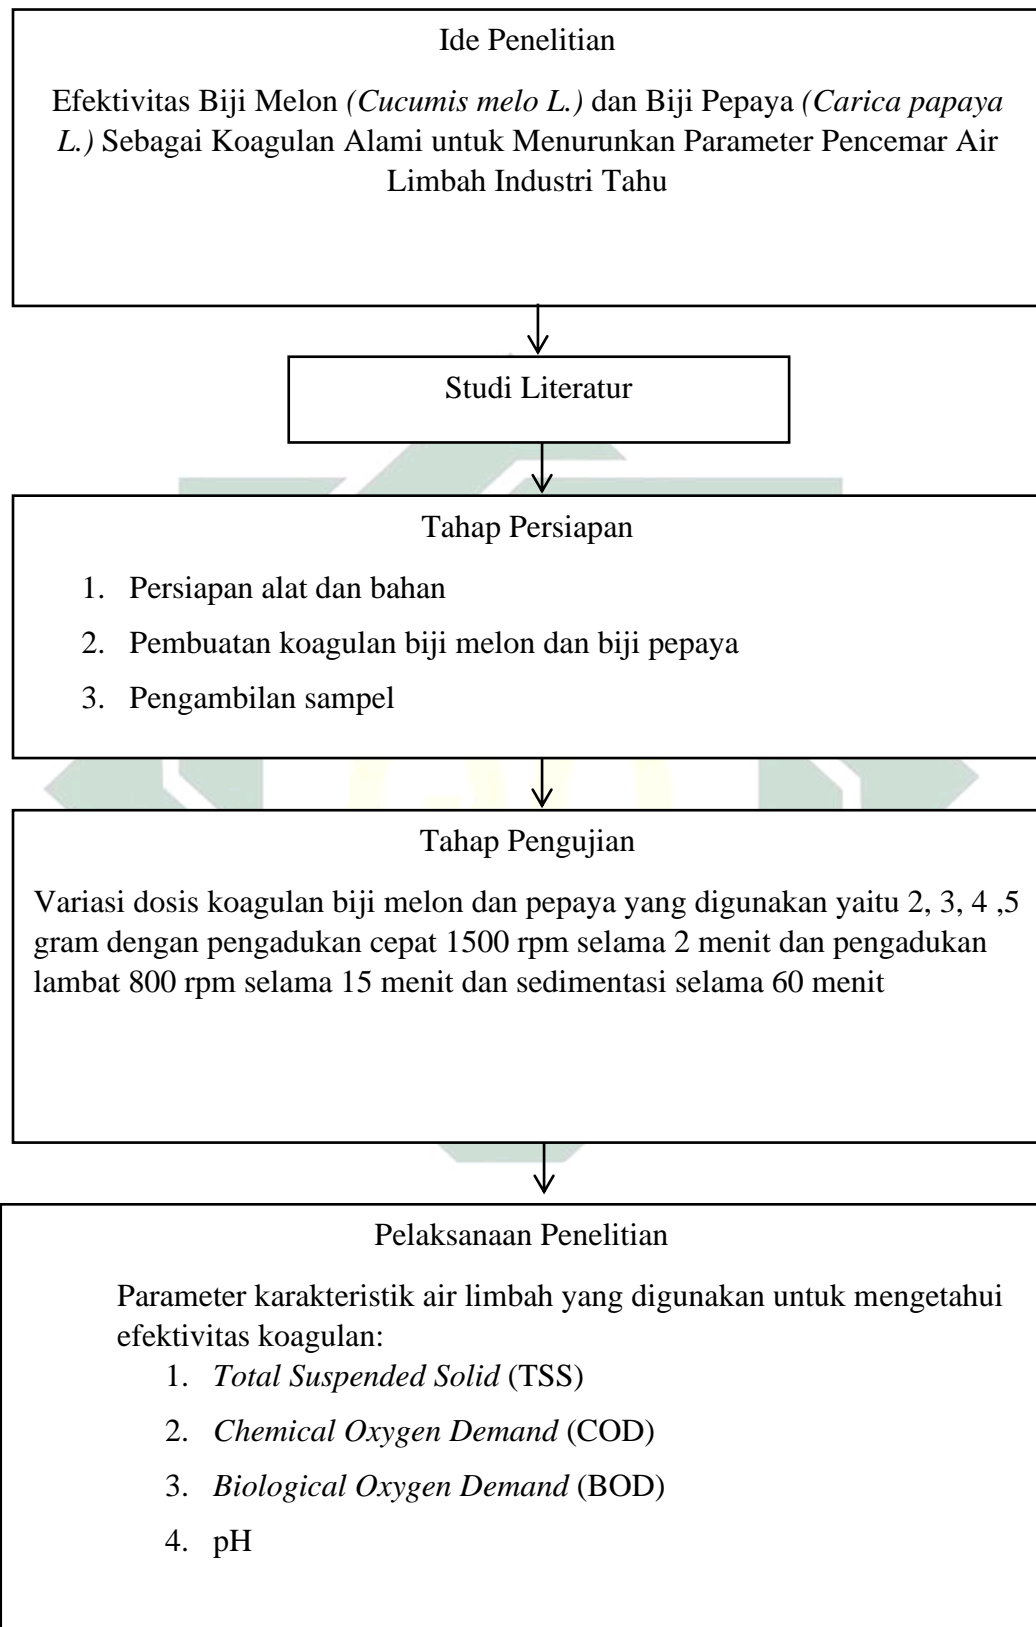 Ide Penelitian
Efektivitas Biji Melon (Cucumis melo L.) dan Biji Pepaya (Carica papaya
L.) Sebagai Koagulan Alami untuk Menurunkan Parameter Pencemar Air
Limbah Industri Tahu
Studi Literatur
Tahap Persiapan
1. Persiapan alat dan bahan
2. Pembuatan koagulan biji melon dan biji pepaya
3. Pengambilan sampel
Tahap Pengujian
Variasi dosis koagulan biji melon dan pepaya yang digunakan yaitu 2, 3, 4 ,5
gram dengan pengadukan cepat 1500 rpm selama 2 menit dan pengadukan
lambat 800 rpm selama 15 menit dan sedimentasi selama 60 menit
Pelaksanaan Penelitian
Parameter karakteristik air limbah yang digunakan untuk mengetahui
efektivitas koagulan:
1. Total Suspended Solid (TSS)
2. Chemical Oxygen Demand (COD)
3. Biological Oxygen Demand (BOD)
4. pH